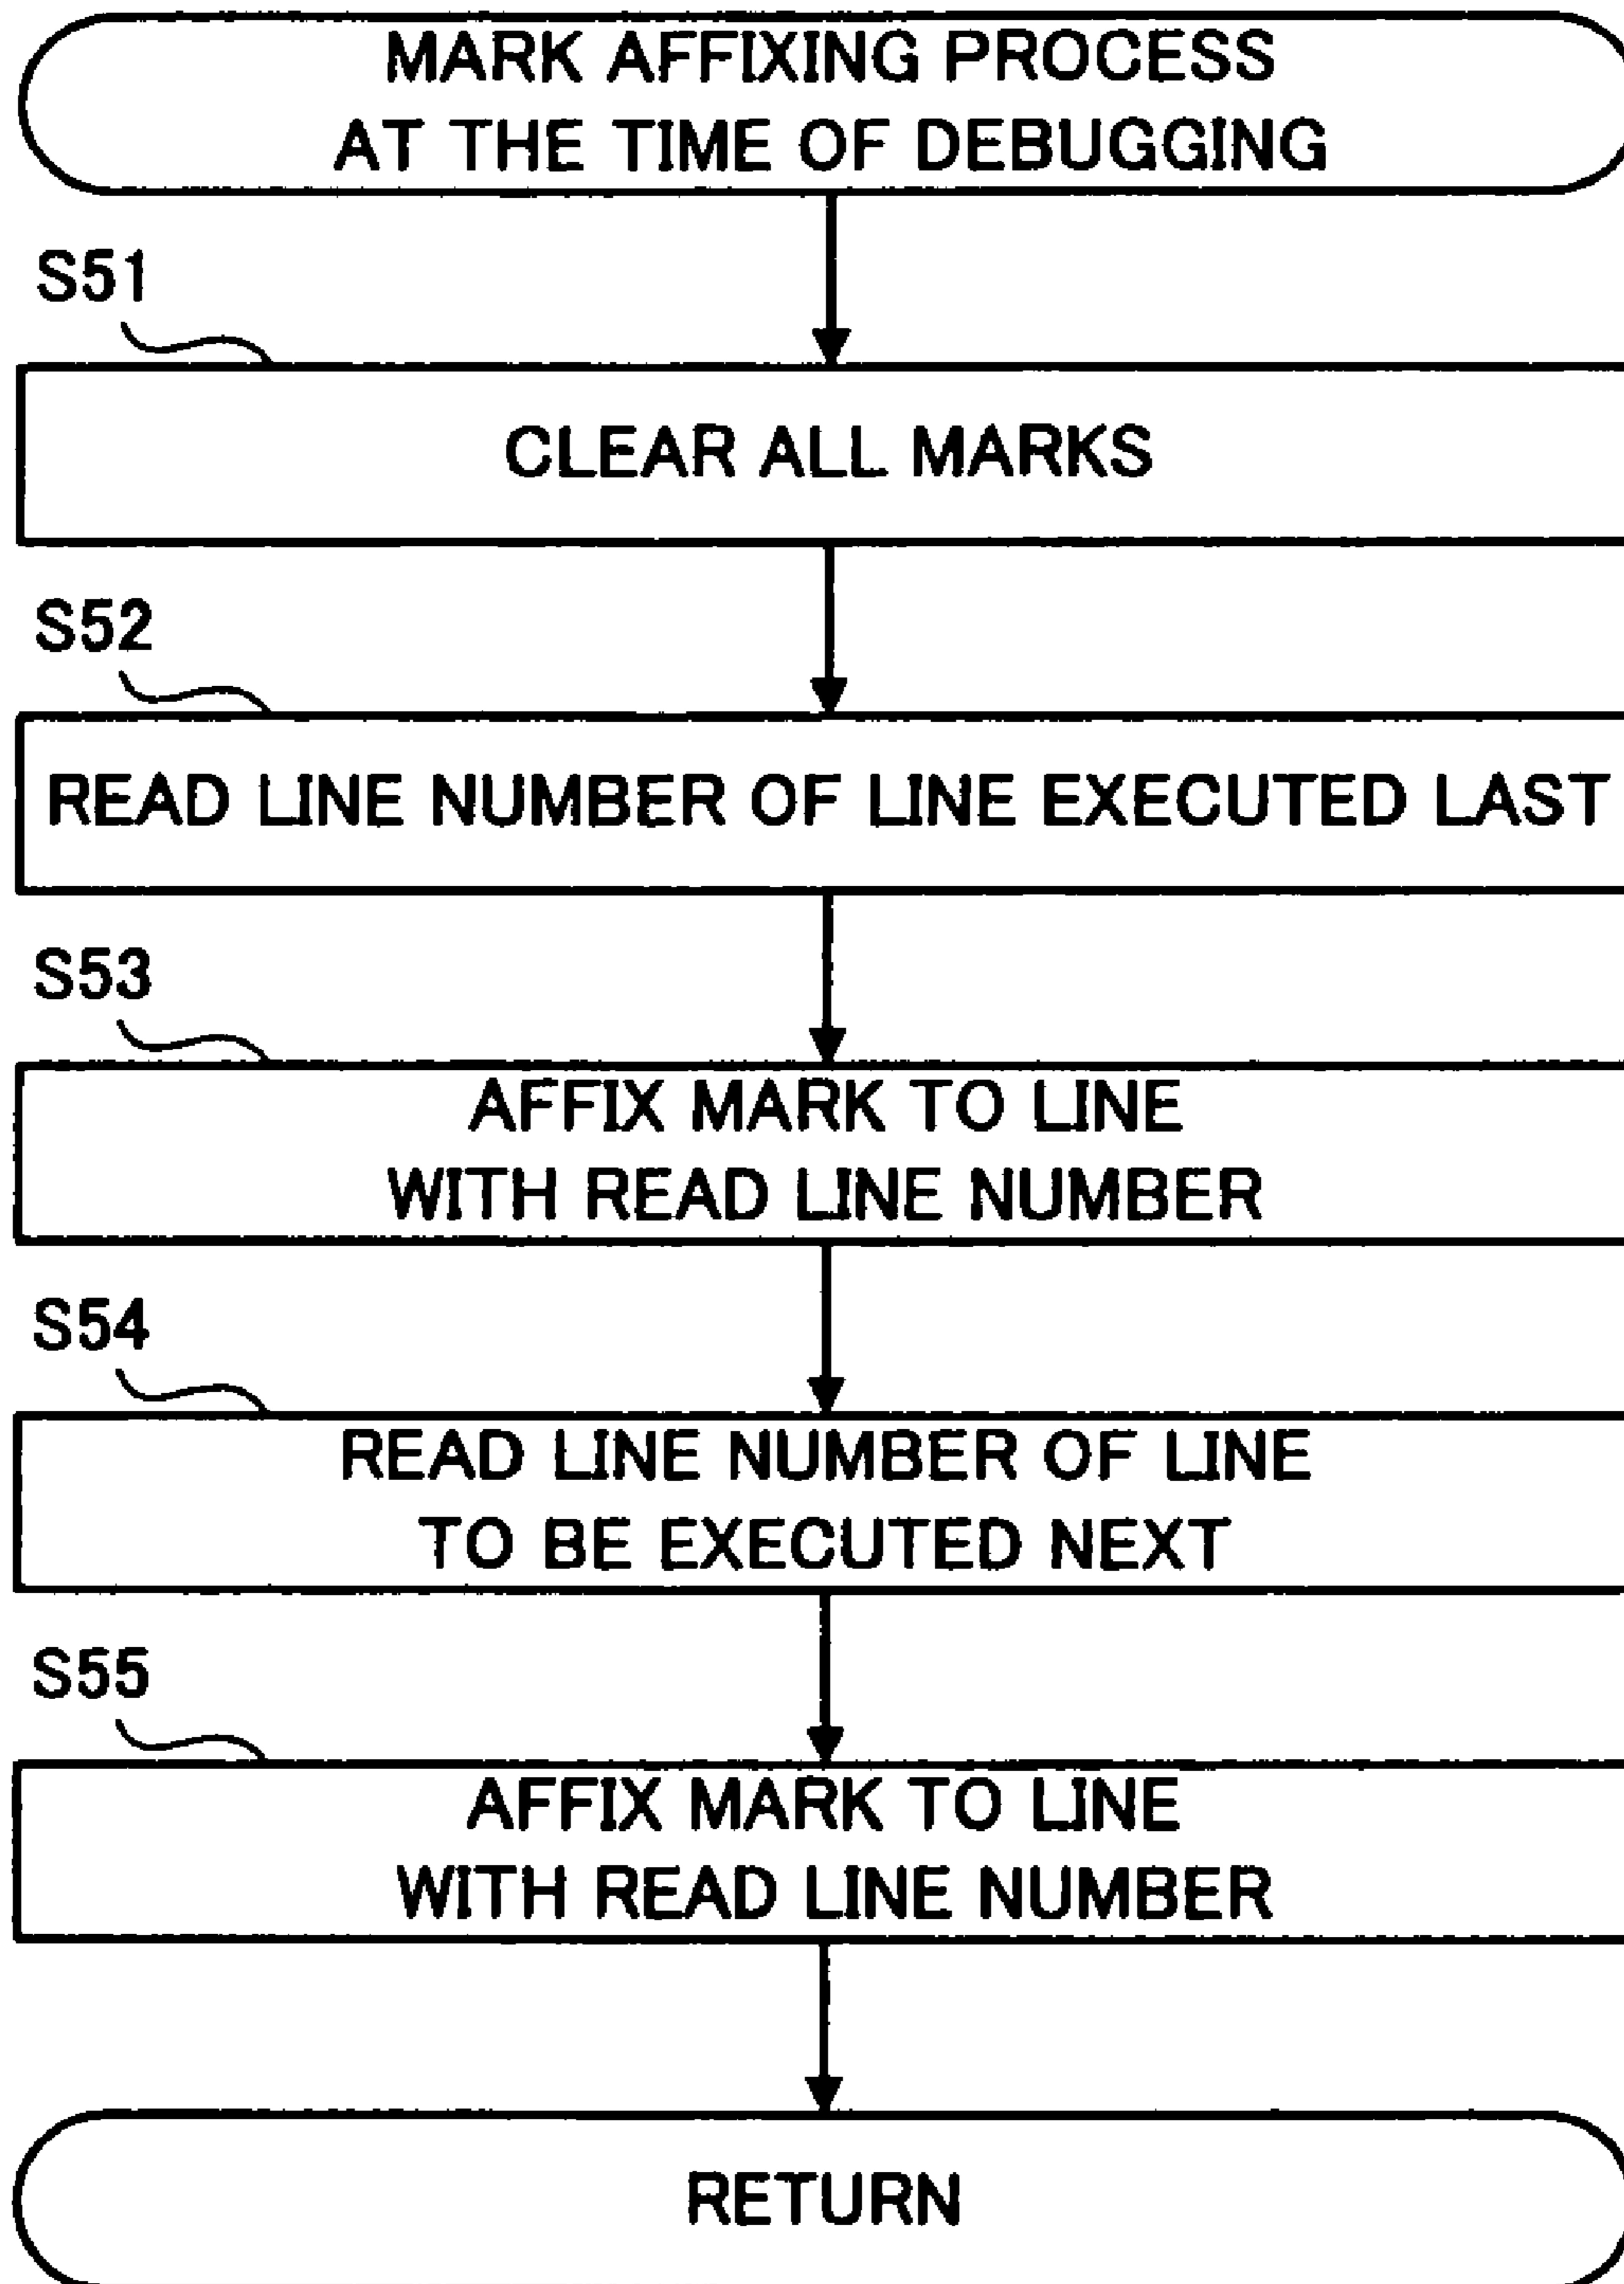 MARK AFFIXING PROCESS
AT THE TIME OF DEBUGGING
S51
CLEAR ALL MARKS
S52
READ LINE NUMBER OF LINE EXECUTED LAST
S53
AFFIX MARK TO LINE
WITH READ LINE NUMBER
S54
READ LINE NUMBER OF LINE
TO BE EXECUTED NEXT
S55
AFFIX MARK TO LINE
WITH READ LINE NUMBER
RETURN